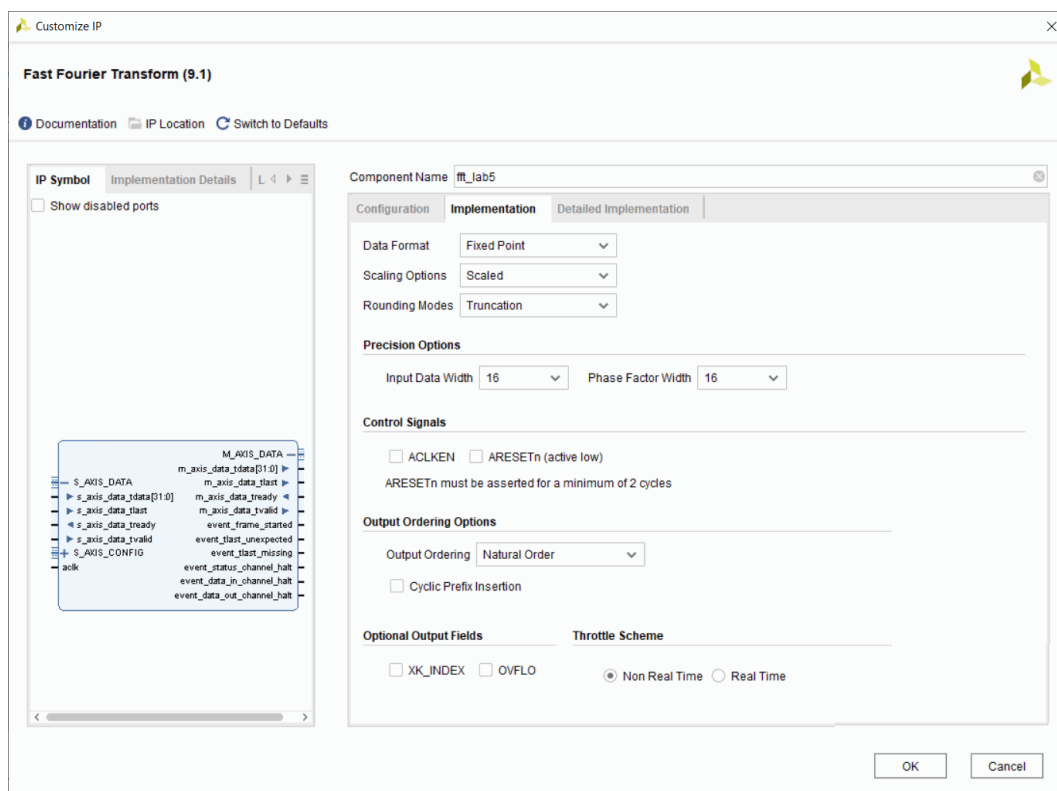 Customize IP
Fast Fourier Transform (9.1)
Documentation IP Location Switch to Defaults
IP Symbol Implementation Details L
Show disabled ports
M_AXIS_DATA
m_axis_data_tdata[31:0]
S_AXIS_DATA m_axis_data_tlast
s_axis_data_tdata[31:0] m_axis_data_tready
s_axis_data_tlast m_axis_data_tvalid
s_axis_data_tready event_frame_started
s_axis_data_tvalid event_tlast_unexpected
S_AXIS_CONFIG event_tlast_missing
aclk event_status_channel_halt
event_data_in_channel_halt
event_data_out_channel_halt
Component Name fft_lab5
Configuration Implementation Detailed Implementation
Data Format Fixed Point
Scaling Options Scaled
Rounding Modes Truncation
Precision Options
Input Data Width 16 Phase Factor Width 16
Control Signals
ACLKEN ARESETn (active low)
ARESETn must be asserted for a minimum of 2 cycles
Output Ordering Options
Output Ordering Natural Order
Cyclic Prefix Insertion
Optional Output Fields Throttle Scheme
XK_INDEX OVFLO Non Real Time Real Time
OK Cancel